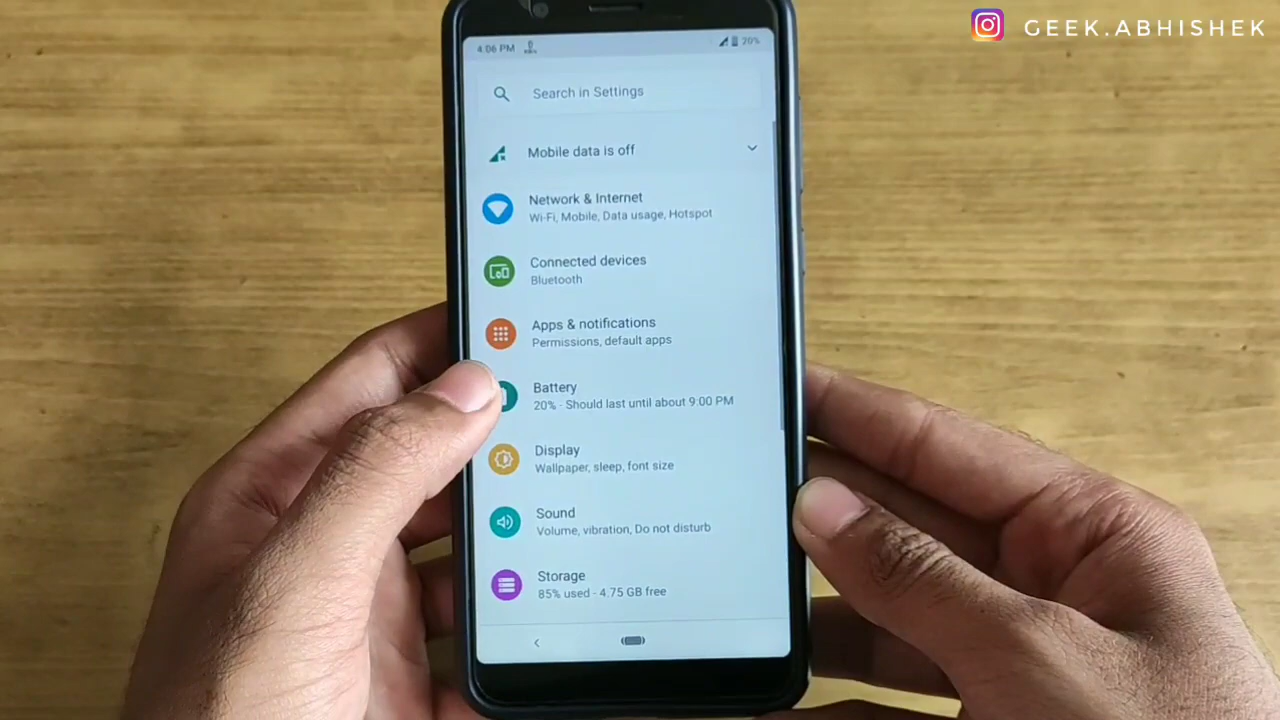 GEEK.ABHISHEK
4:06 PM 20%
Search in Settings
Mobile data is off
Network & Internet
Wi-Fi, Mobile, Data usage, Hotspot
Connected devices
Bluetooth
Apps & notifications
Permissions, default apps
Battery
20% - Should last until about 9:00 PM
Display
Wallpaper, sleep, font size
Sound
Volume, vibration, Do not disturb
Storage
85% used - 4.75 GB free